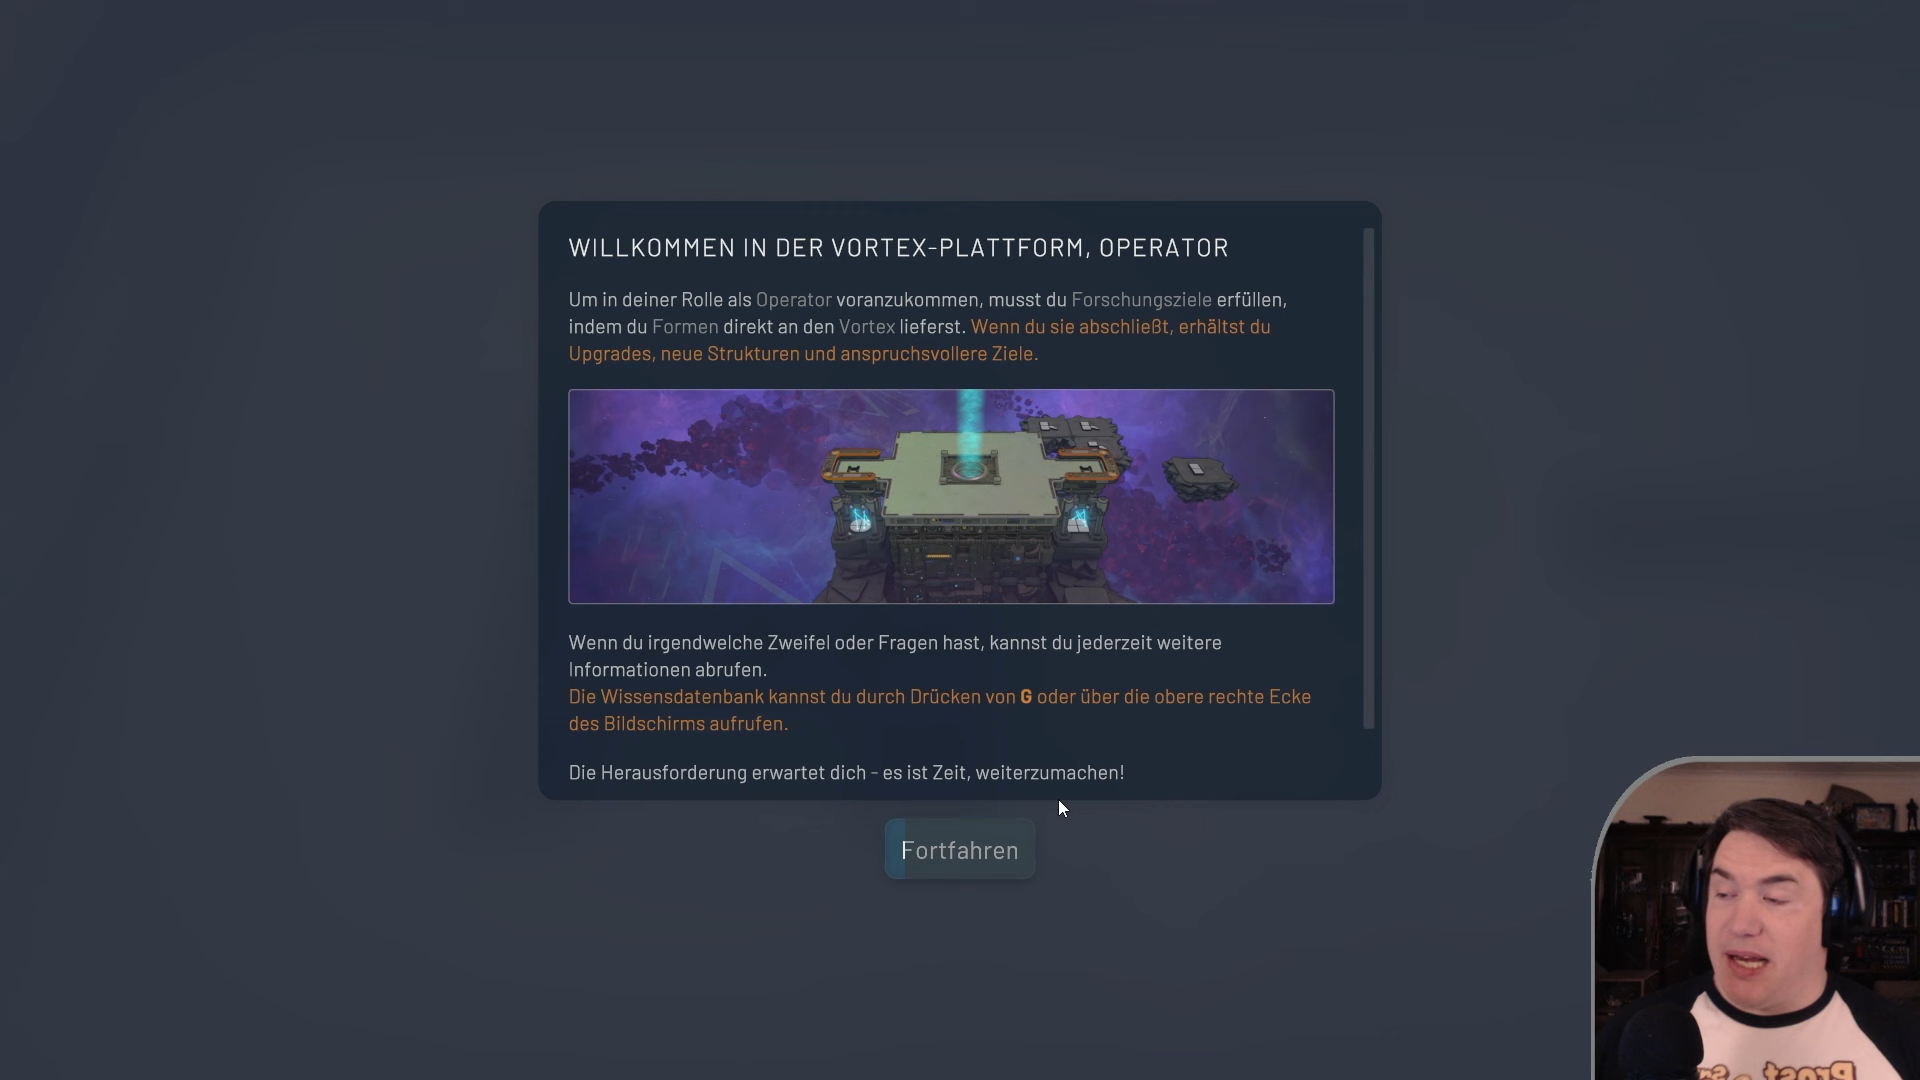 WILLKOMMEN IN DER VORTEX-PLATTFORM, OPERATOR
Um in deiner Rolle als Operator voranzukommen, musst du Forschungsziele erfüllen,
indem du Formen direkt an den Vortex lieferst. Wenn du sie abschließt, erhältst du
Upgrades, neue Strukturen und anspruchsvollere Ziele.
Wenn du irgendwelche Zweifel oder Fragen hast, kannst du jederzeit weitere
Informationen abrufen.
Die Wissensdatenbank kannst du durch Drücken von G oder über die obere rechte Ecke
des Bildschirms aufrufen.
Die Herausforderung erwartet dich - es ist Zeit, weiterzumachen!
Fortfahren